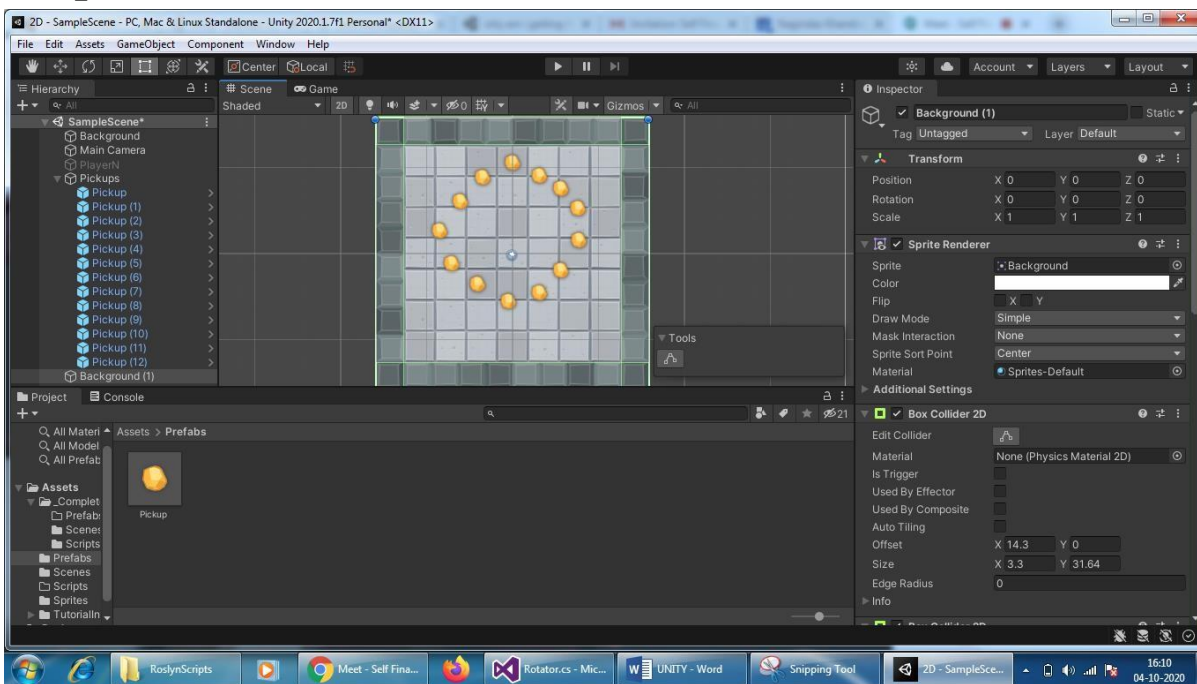 2D - SampleScene - PC, Mac & Linux Standalone - Unity 2020.1.7f1 Personal* <DX11>
File Edit Assets GameObject Component Window Help
Center Local
Account Layers Layout
Hierarchy
All
SampleScene*
Background
Main Camera
PlayerN
Pickups
Pickup
Pickup (1)
Pickup (2)
Pickup (3)
Pickup (4)
Pickup (5)
Pickup (6)
Pickup (7)
Pickup (8)
Pickup (9)
Pickup (10)
Pickup (11)
Pickup (12)
Background (1)
Scene Game
Shaded 2D 0 Gizmos All
Tools
Inspector
Background (1) Static
Tag Untagged Layer Default
Transform
Position X 0 Y 0 Z 0
Rotation X 0 Y 0 Z 0
Scale X 1 Y 1 Z 1
Sprite Renderer
Sprite Background
Color
Flip X Y
Draw Mode Simple
Mask Interaction None
Sprite Sort Point Center
Material Sprites-Default
Additional Settings
Box Collider 2D
Edit Collider
Material None (Physics Material 2D)
Is Trigger
Used By Effector
Used By Composite
Auto Tiling
Offset X 14.3 Y 0
Size X 3.3 Y 31.64
Edge Radius 0
Info
Project Console
21
All Materi
All Model
All Prefab
Assets
_Complet
Prefabs
Scenes
Scripts
Prefabs
Scenes
Scripts
Sprites
TutorialIn
Assets > Prefabs
Pickup
RoslynScripts
Meet - Self Fina...
Rotator.cs - Mic...
UNITY - Word
Snipping Tool
2D - SampleSce...
16:10
04-10-2020